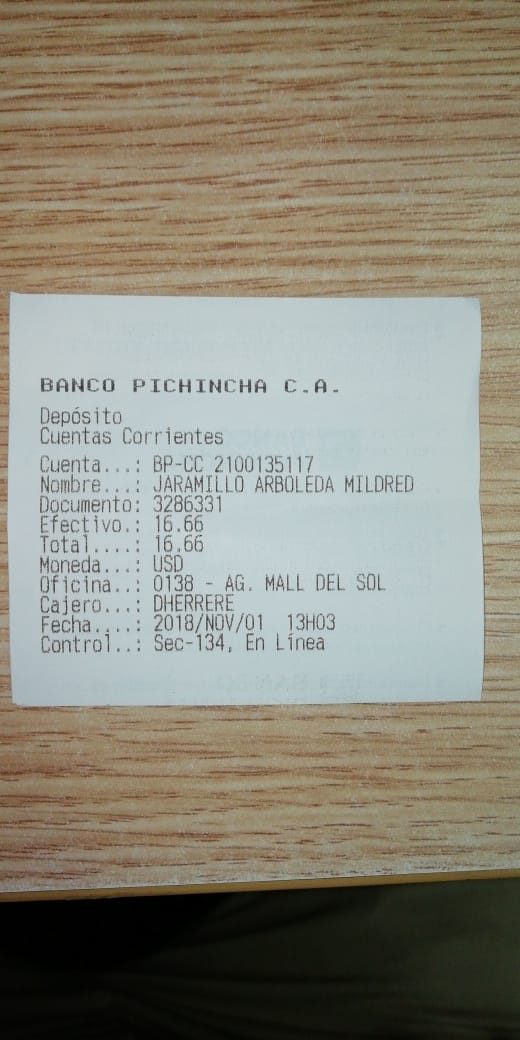 BANCO PICHINCHA C.A.
Depósito
Cuentas Corrientes
Cuenta...: BP-CC 2100135117
Nombre...: JARAMILLO ARBOLEDA MILDRED
Documento: 3286331
Efectivo.: 16.66
Total....: 16.66
Moneda...: USD
Oficina..: 0138 - AG. MALL DEL SOL
Cajero...: DHERRERE
Fecha....: 2018/NOV/01  13H03
Control..: Sec-134, En Línea